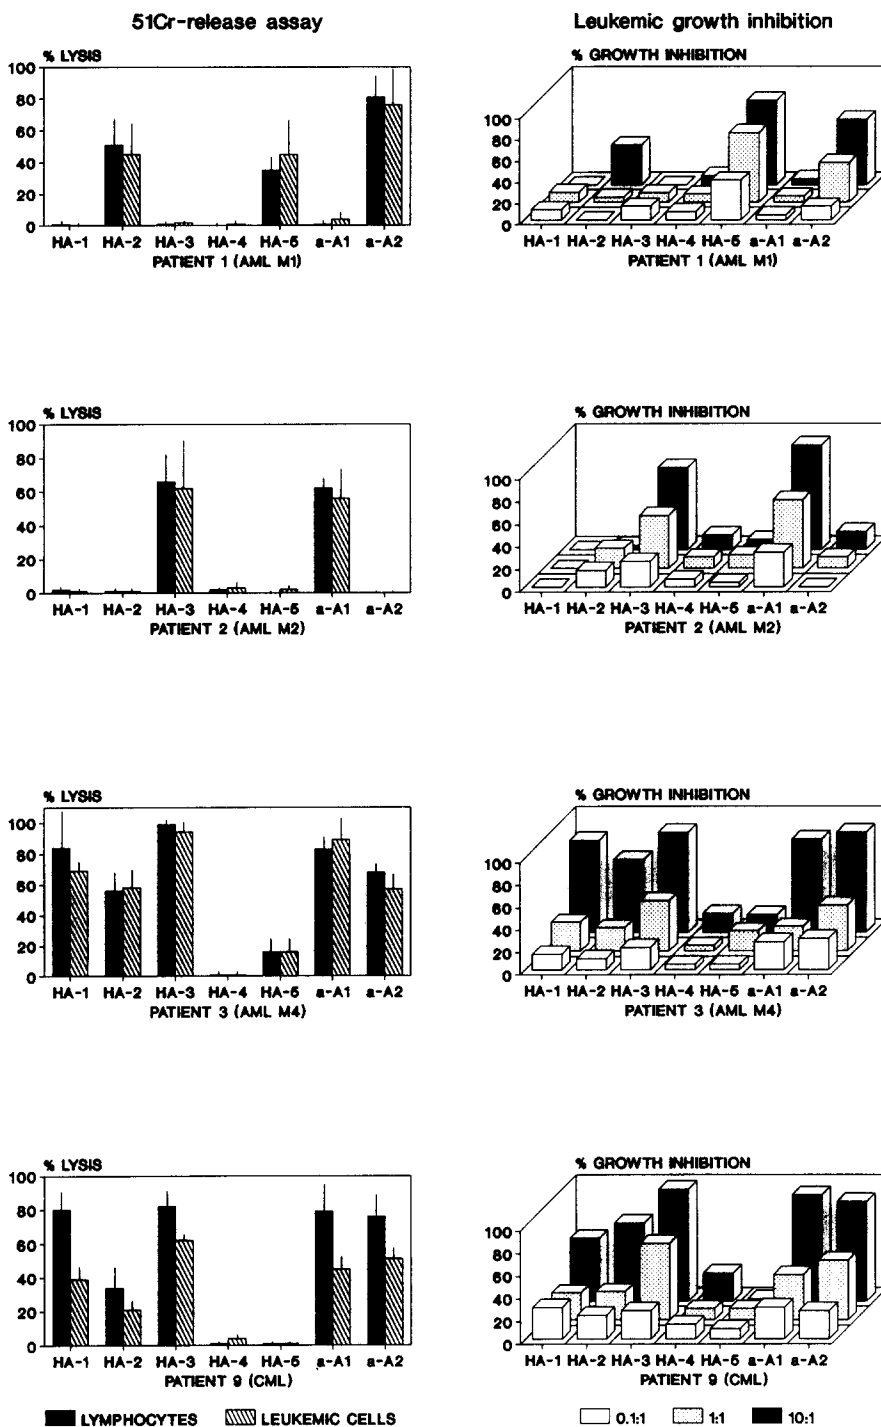 51Cr-release assay
Leukemic growth inhibition
% LYSIS
100
80
60
40
20
0
HA-1 HA-2 HA-3 HA-4 HA-5 a-A1 a-A2
PATIENT 1 (AML M1)
% GROWTH INHIBITION
100
80
60
40
20
0
HA-1 HA-2 HA-3 HA-4 HA-5 a-A1 a-A2
PATIENT 1 (AML M1)
% LYSIS
100
80
60
40
20
0
HA-1 HA-2 HA-3 HA-4 HA-5 a-A1 a-A2
PATIENT 2 (AML M2)
% GROWTH INHIBITION
100
80
60
40
20
0
HA-1 HA-2 HA-3 HA-4 HA-5 a-A1 a-A2
PATIENT 2 (AML M2)
% LYSIS
100
80
60
40
20
0
HA-1 HA-2 HA-3 HA-4 HA-5 a-A1 a-A2
PATIENT 3 (AML M4)
% GROWTH INHIBITION
100
80
60
40
20
0
HA-1 HA-2 HA-3 HA-4 HA-5 a-A1 a-A2
PATIENT 3 (AML M4)
% LYSIS
100
80
60
40
20
0
HA-1 HA-2 HA-3 HA-4 HA-5 a-A1 a-A2
PATIENT 9 (CML)
% GROWTH INHIBITION
100
80
60
40
20
0
HA-1 HA-2 HA-3 HA-4 HA-5 a-A1 a-A2
PATIENT 9 (CML)
LYMPHOCYTES LEUKEMIC CELLS
0.1:1 1:1 10:1